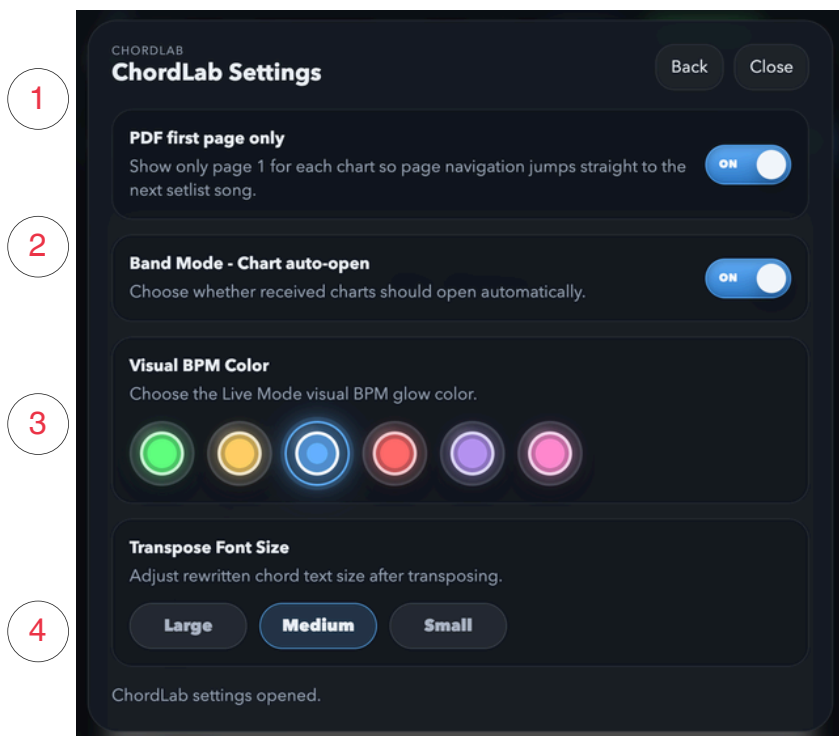 CHORDLAB
ChordLab Settings
Back
Close
1
PDF first page only
Show only page 1 for each chart so page navigation jumps straight to the
next setlist song.
ON
2
Band Mode - Chart auto-open
Choose whether received charts should open automatically.
ON
Visual BPM Color
Choose the Live Mode visual BPM glow color.
3
Transpose Font Size
Adjust rewritten chord text size after transposing.
4
Large
Medium
Small
ChordLab settings opened.